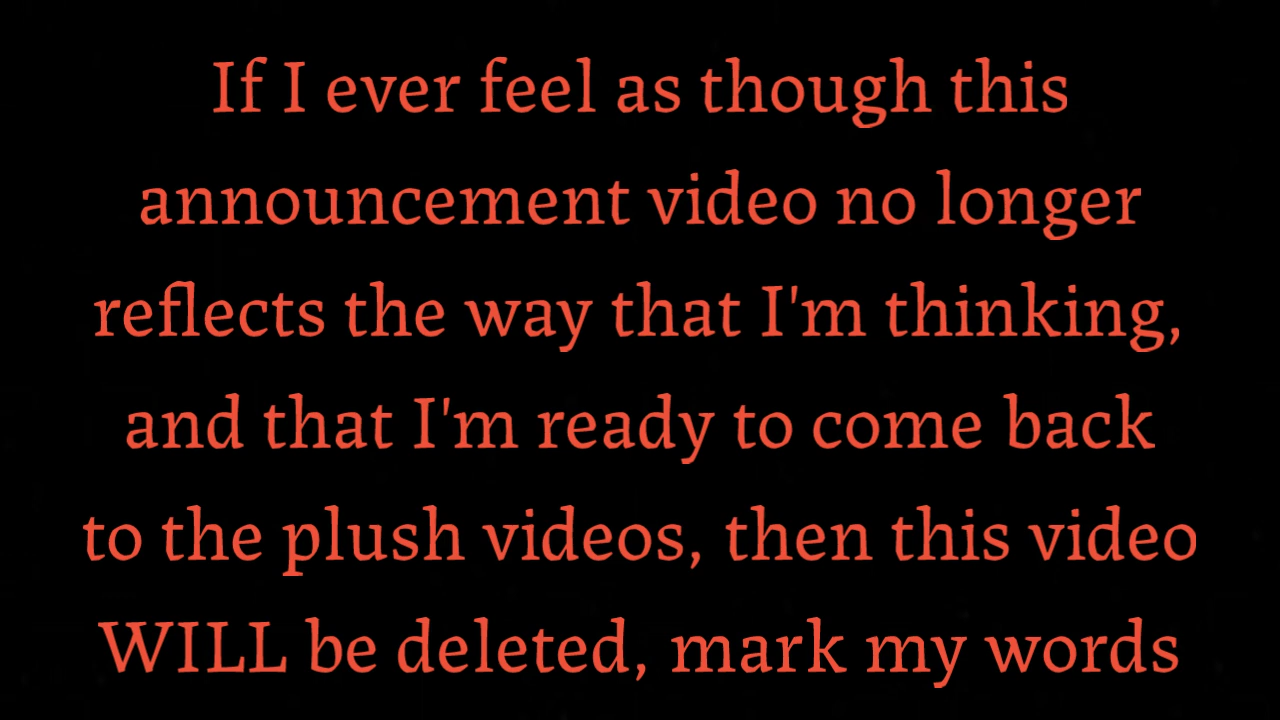 If I ever feel as though this
announcement video no longer
reflects the way that I'm thinking,
and that I'm ready to come back
to the plush videos, then this video
WILL be deleted, mark my words